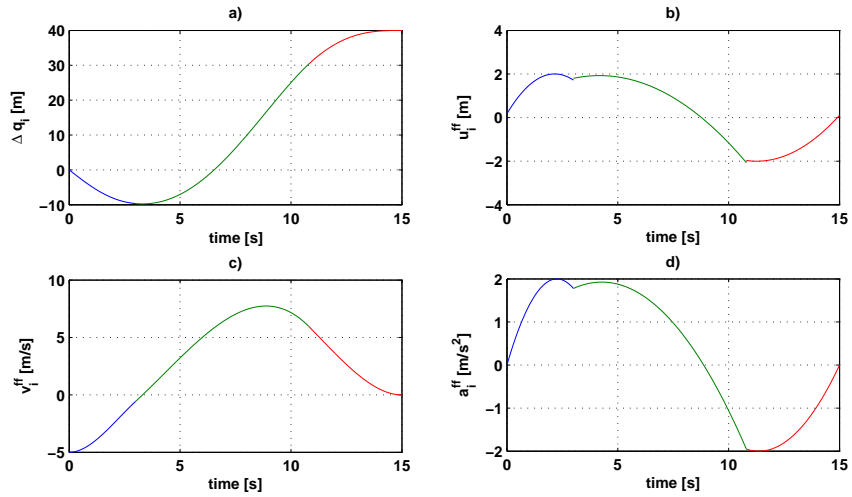 a)
40
30
20
10
0
−10
Δ q_i [m]
0 5 10 15
time [s]
b)
4
2
0
−2
−4
u_i^ff [m]
0 5 10 15
time [s]
c)
10
5
0
−5
v_i^ff [m/s]
0 5 10 15
time [s]
d)
2
1
0
−1
−2
a_i^ff [m/s²]
0 5 10 15
time [s]